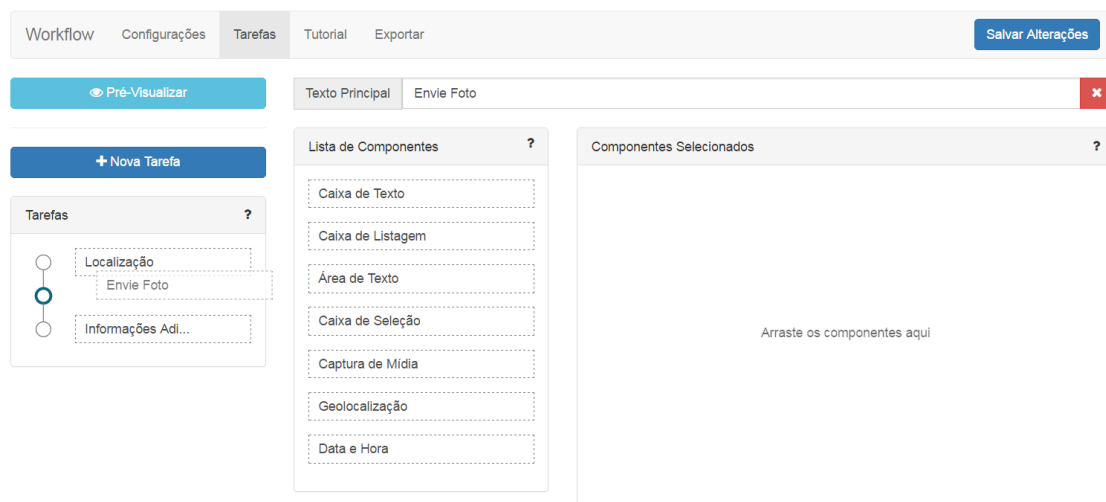 Workflow Configurações Tarefas Tutorial Exportar Salvar Alterações
Pré-Visualizar
Texto Principal Envie Foto
+ Nova Tarefa
Tarefas ?
Localização
Envie Foto
Informações Adi...
Lista de Componentes ?
Caixa de Texto
Caixa de Listagem
Área de Texto
Caixa de Seleção
Captura de Mídia
Geolocalização
Data e Hora
Componentes Selecionados ?
Arraste os componentes aqui